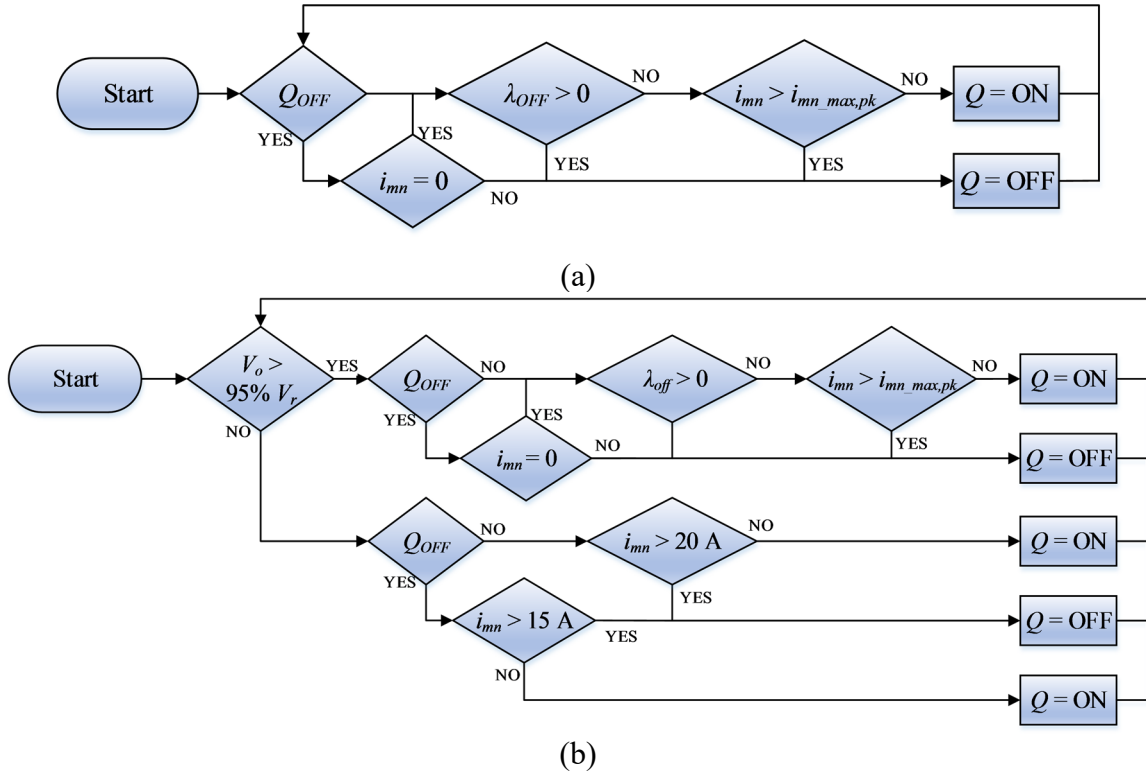 Start
Q_OFF
λ_OFF > 0
NO
i_mn > i_mn_max,pk
NO
Q = ON
YES
YES
i_mn = 0
NO
YES
YES
Q = OFF
(a)
Start
V_o >
95% V_r
YES
NO
Q_OFF
NO
YES
YES
i_mn = 0
NO
λ_off > 0
NO
YES
i_mn > i_mn_max,pk
NO
YES
Q = ON
Q = OFF
Q_OFF
NO
YES
i_mn > 20 A
NO
YES
Q = ON
i_mn > 15 A
YES
NO
Q = OFF
Q = ON
(b)